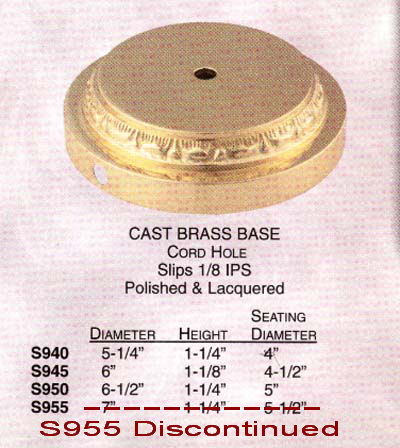 CAST BRASS BASE
CORD HOLE
Slips 1/8 IPS
Polished & Lacquered
SEATING
DIAMETER HEIGHT DIAMETER
S940 5-1/4" 1-1/4" 4"
S945 6" 1-1/8" 4-1/2"
S950 6-1/2" 1-1/4" 5"
S955 7" 1-1/4" 5-1/2"
S955 Discontinued